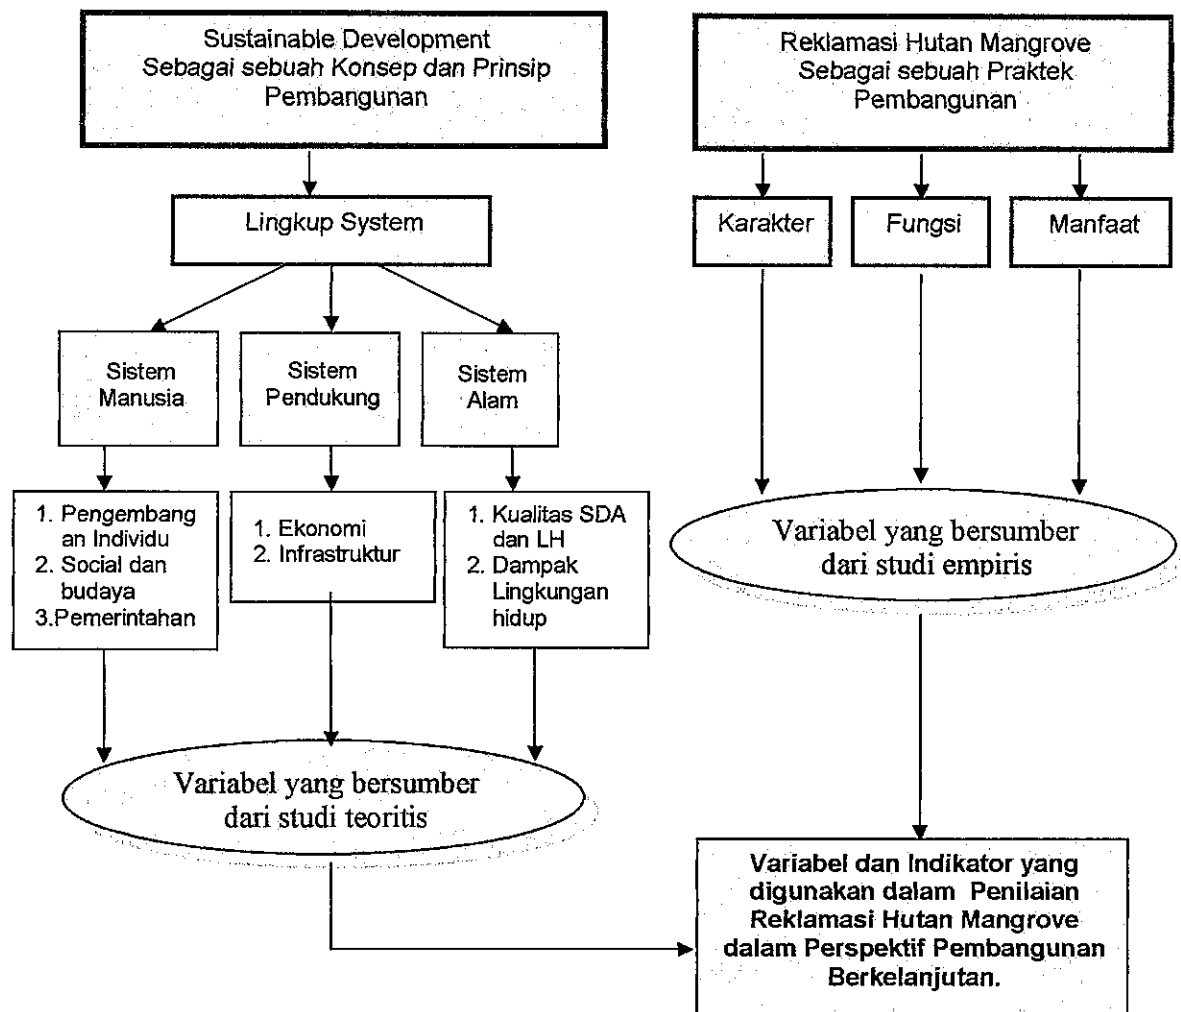 Sustainable Development
Sebagai sebuah Konsep dan Prinsip
Pembangunan
Reklamasi Hutan Mangrove
Sebagai sebuah Praktek
Pembangunan
Lingkup System
Karakter
Fungsi
Manfaat
Sistem
Manusia
Sistem
Pendukung
Sistem
Alam
1. Pengembang
an Individu
2. Social dan
budaya
3.Pemerintahan
1. Ekonomi
2. Infrastruktur
1. Kualitas SDA
dan LH
2. Dampak
Lingkungan
hidup
Variabel yang bersumber
dari studi empiris
Variabel yang bersumber
dari studi teoritis
Variabel dan Indikator yang
digunakan dalam Penilaian
Reklamasi Hutan Mangrove
dalam Perspektif Pembangunan
Berkelanjutan.